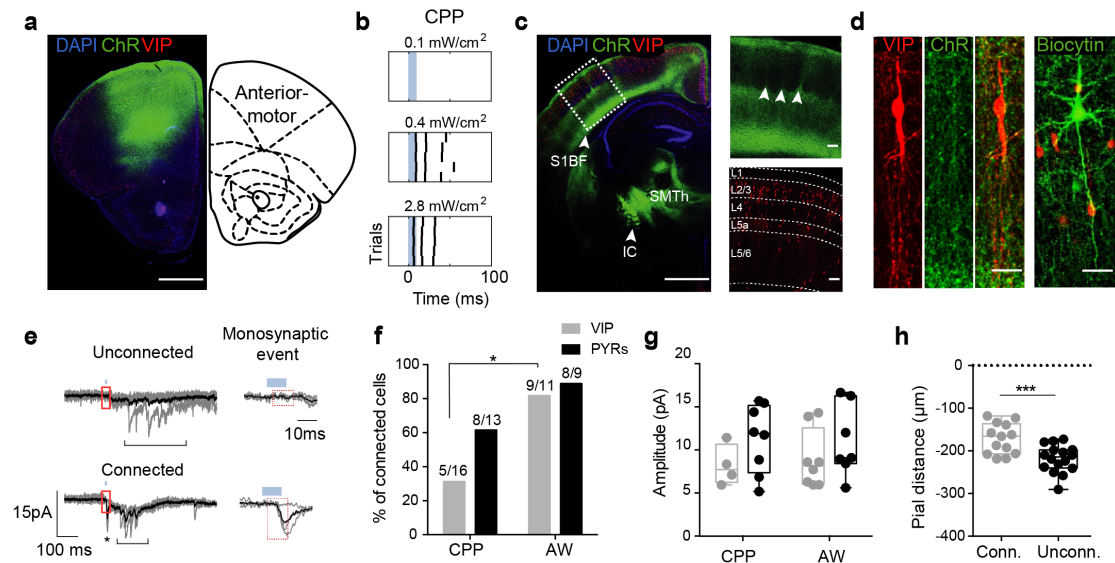 a
DAPI ChR VIP
Anterior-
motor
b
CPP
0.1 mW/cm2
0.4 mW/cm2
2.8 mW/cm2
Trials
0
100
Time (ms)
c
DAPI ChR VIP
S1BF
SMTh
IC
L1
L2/3
L4
L5a
L5/6
d
VIP
ChR
Biocytin
e
Unconnected
Monosynaptic
event
10ms
Connected
15pA
100 ms
*
f
VIP
PYRs
% of connected cells
100
80
60
40
20
0
5/16
8/13
*
9/11
8/9
CPP
AW
g
Amplitude (pA)
20
15
10
5
0
CPP
AW
h
Pial distance (µm)
0
-100
-200
-300
-400
***
Conn.
Unconn.